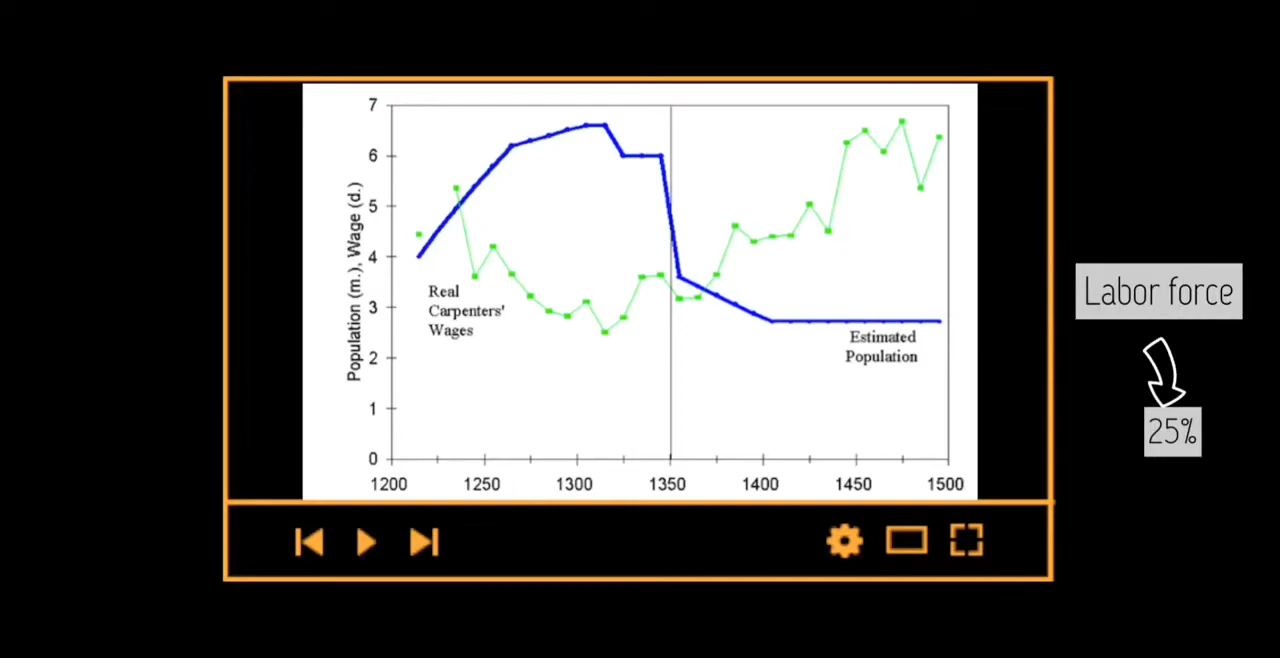 7
6
5
4
3
2
1
0
Population (m.), Wage (d.)
Real
Carpenters'
Wages
Estimated
Population
1200 1250 1300 1350 1400 1450 1500
Labor force
25%